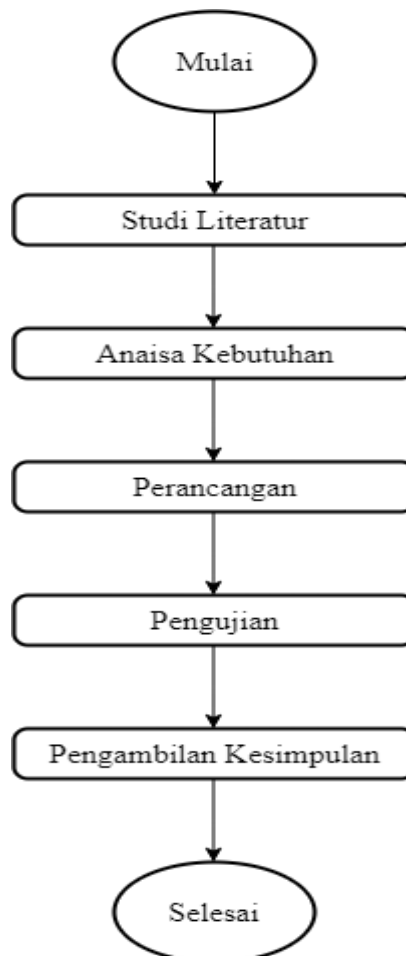 Mulai
Studi Literatur
Anaisa Kebutuhan
Perancangan
Pengujian
Pengambilan Kesimpulan
Selesai